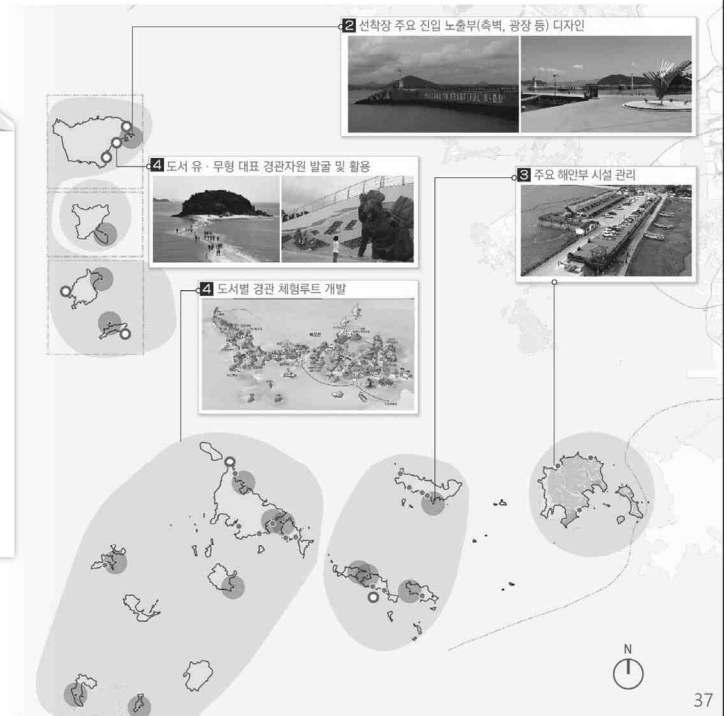 2 선착장 주요 진입 노출부(측벽, 광장 등) 디자인
4 도서 유 · 무형 대표 경관자원 발굴 및 활용
3 주요 해안부 시설 관리
4 도서별 경관 체험루트 개발
N
37